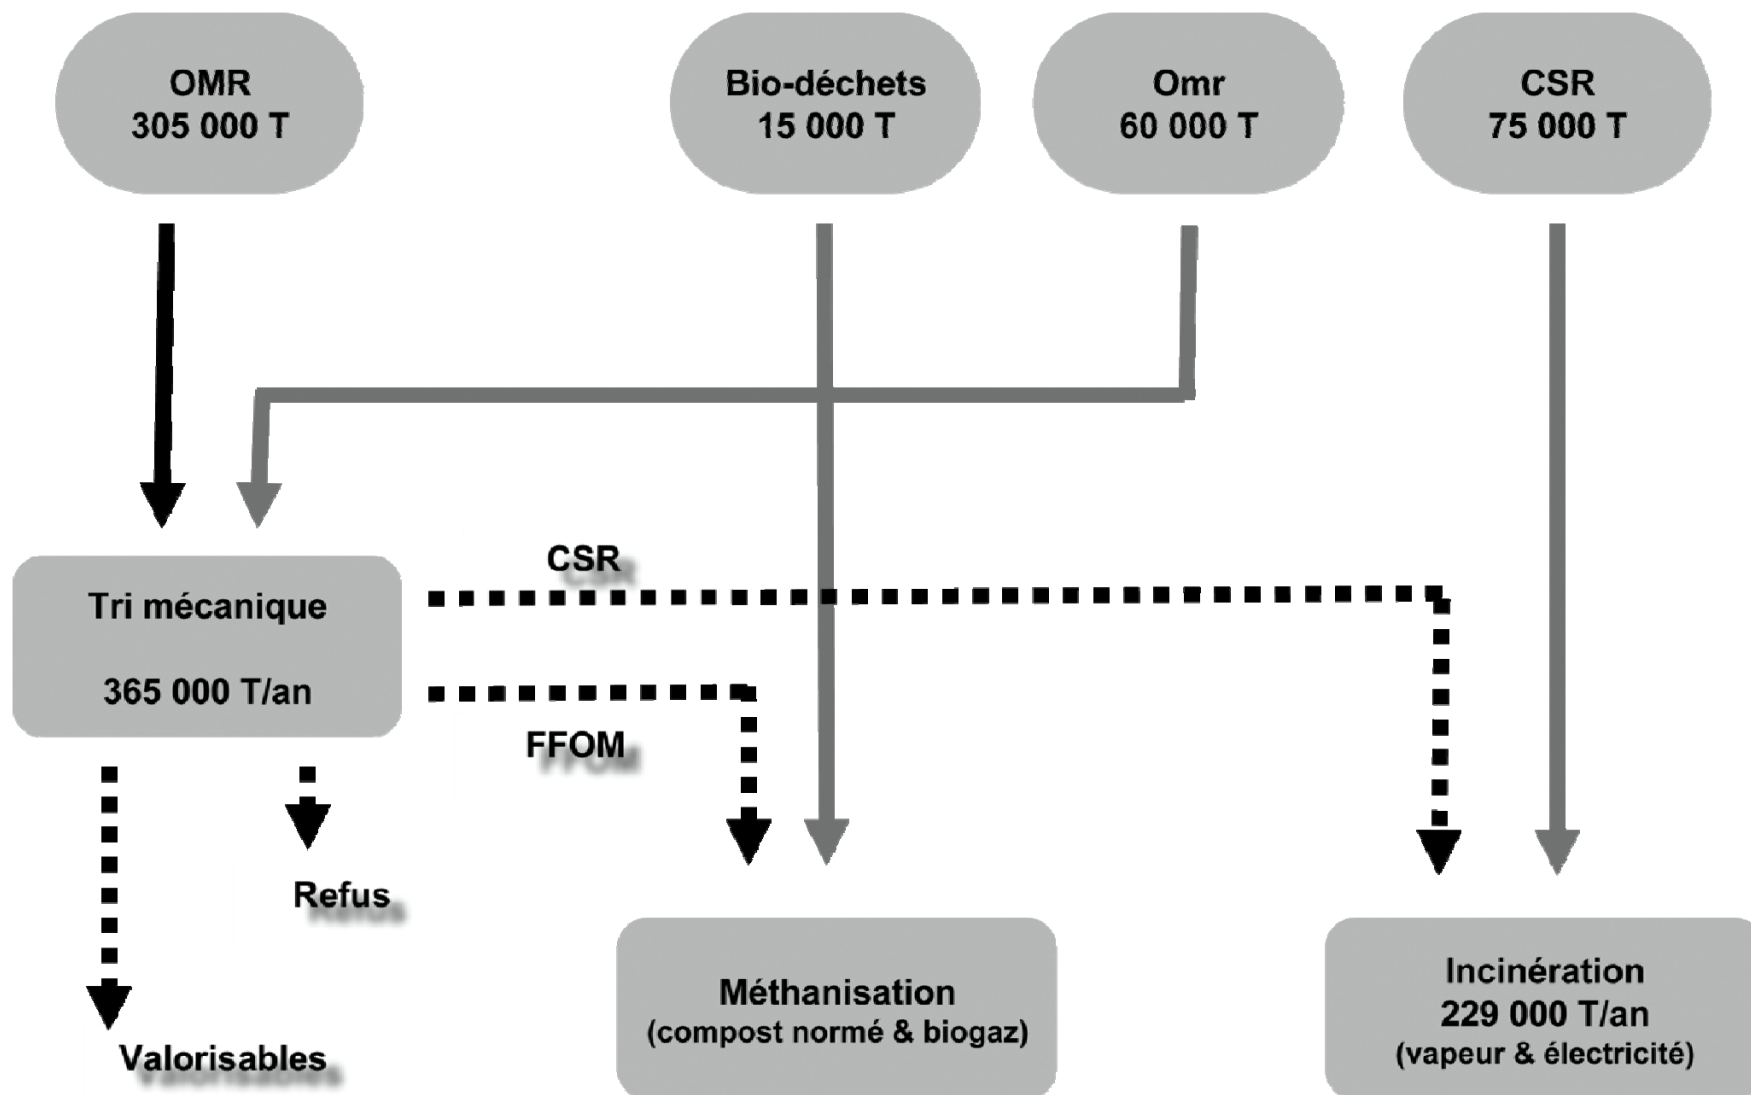 OMR
305 000 T
Bio-déchets
15 000 T
Omr
60 000 T
CSR
75 000 T
CSR
Tri mécanique
365 000 T/an
FFOM
Refus
Valorisables
Méthanisation
(compost normé & biogaz)
Incinération
229 000 T/an
(vapeur & électricité)